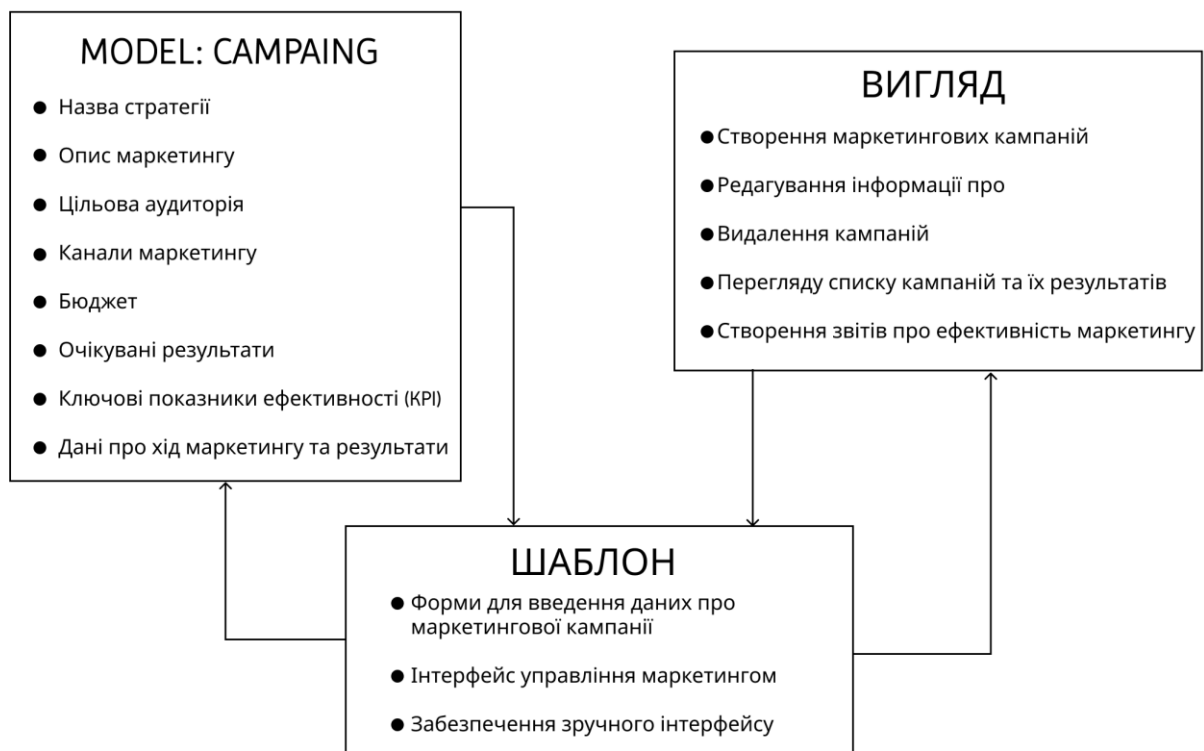 MODEL: CAMPAING
● Назва стратегії
● Опис маркетингу
● Цільова аудиторія
● Канали маркетингу
● Бюджет
● Очікувані результати
● Ключові показники ефективності (KPI)
● Дані про хід маркетингу та результати
ВИГЛЯД
● Створення маркетингових кампаній
● Редагування інформації про
● Видалення кампаній
● Перегляду списку кампаній та їх результатів
● Створення звітів про ефективність маркетингу
ШАБЛОН
● Форми для введення даних про
маркетингової кампанії
● Інтерфейс управління маркетингом
● Забезпечення зручного інтерфейсу